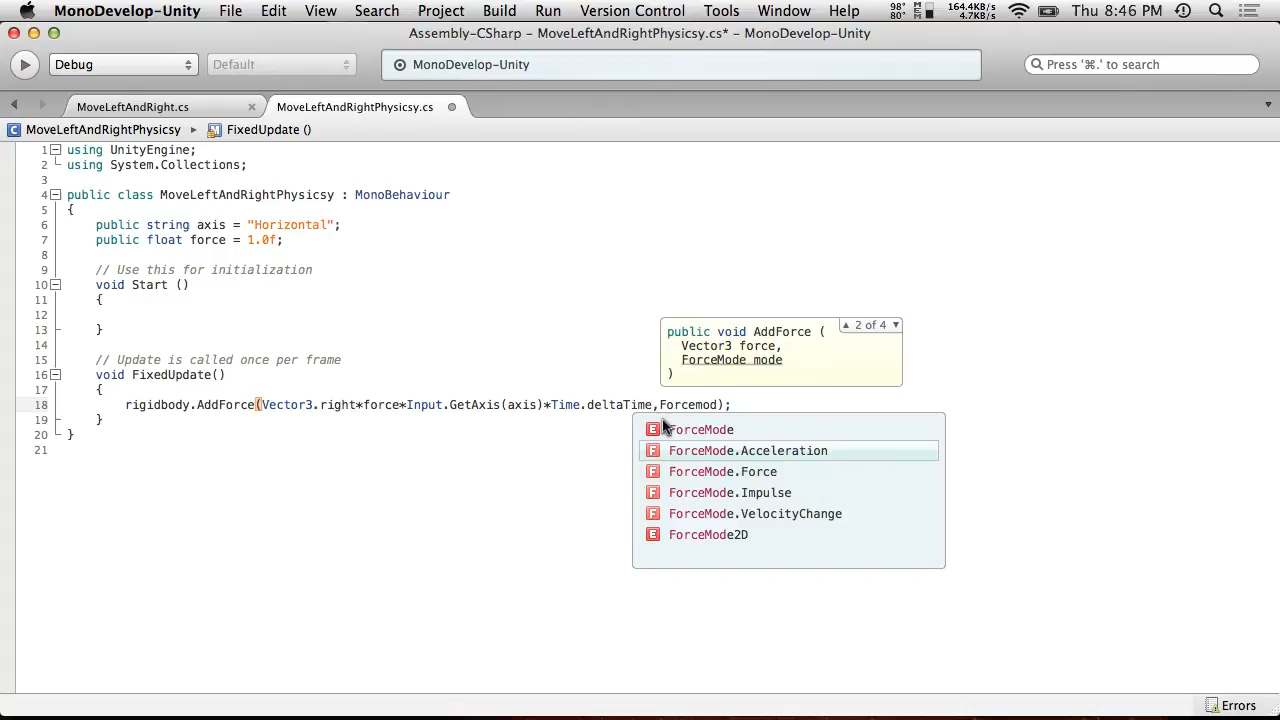 MonoDevelop-Unity File Edit View Search Project Build Run Version Control Tools Window Help 98° 80° M M 164.4KB/s 4.7KB/s Thu 8:46 PM
Assembly-CSharp – MoveLeftAndRightPhysicsy.cs* – MonoDevelop-Unity
Debug Default MonoDevelop-Unity Press '⌘.' to search
MoveLeftAndRight.cs MoveLeftAndRightPhysicsy.cs
C MoveLeftAndRightPhysicsy FixedUpdate ()
1 using UnityEngine;
2 using System.Collections;
3
4 public class MoveLeftAndRightPhysicsy : MonoBehaviour
5 {
6 public string axis = "Horizontal";
7 public float force = 1.0f;
8
9 // Use this for initialization
10 void Start ()
11 {
12
13 }
14
15 // Update is called once per frame
16 void FixedUpdate()
17 {
18 rigidbody.AddForce(Vector3.right*force*Input.GetAxis(axis)*Time.deltaTime,Forcemod);
19 }
20 }
21
2 of 4
public void AddForce (
Vector3 force,
ForceMode mode
)
E ForceMode
F ForceMode.Acceleration
F ForceMode.Force
F ForceMode.Impulse
F ForceMode.VelocityChange
E ForceMode2D
Errors